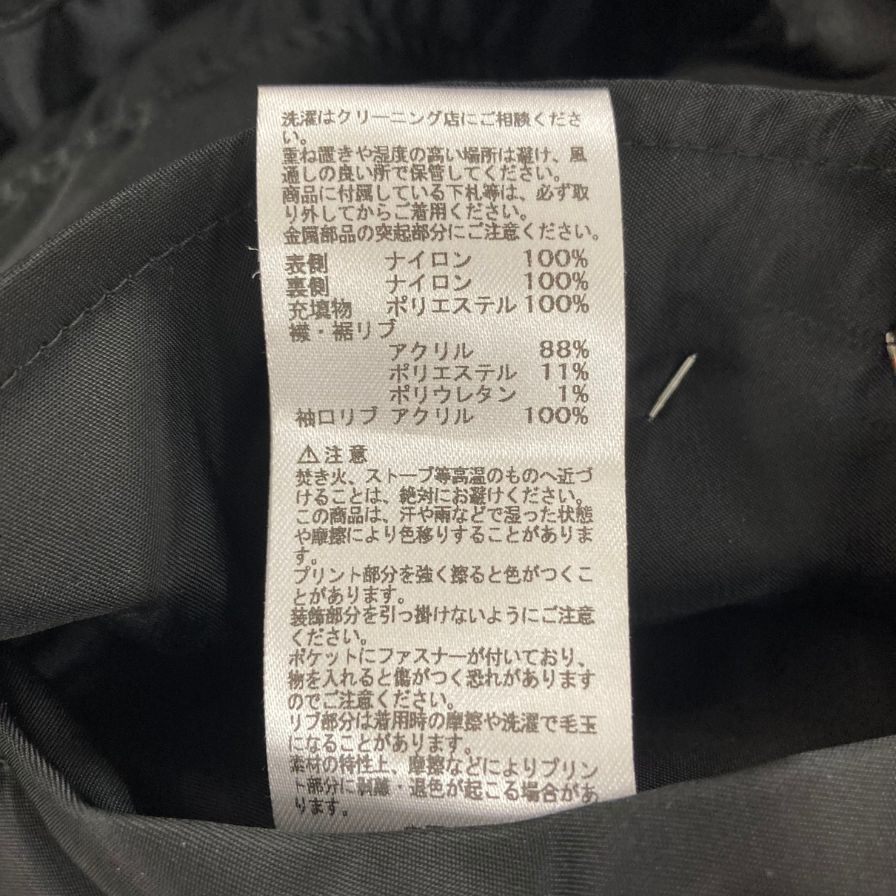 洗濯はクリーニング店にご相談くださ
い。
重ね置きや湿度の高い場所は避け、風
通しの良い所で保管してください。
商品に付属している下札等は、必ず取
り外してからご着用ください。
金属部品の突起部分にご注意ください。
表側 ナイロン 100%
裏側 ナイロン 100%
充填物 ポリエステル 100%
襟・裾リブ
アクリル 88%
ポリエステル 11%
ポリウレタン 1%
袖口リブ アクリル 100%
⚠注意
焚き火、ストーブ等高温のものへ近づ
けることは、絶対にお避けください。
この商品は、汗や雨などで湿った状態
や摩擦により色移りすることがありま
す。
プリント部分を強く擦ると色がつくこ
とがあります。
装飾部分を引っ掛けないようにご注意
ください。
ポケットにファスナーが付いており、
物を入れると傷がつく恐れがあります
のでご注意ください。
リブ部分は着用時の摩擦や洗濯で毛玉
になることがあります。
素材の特性上、摩擦などによりプリン
ト部分に剥離・退色が起こる場合があ
ります。